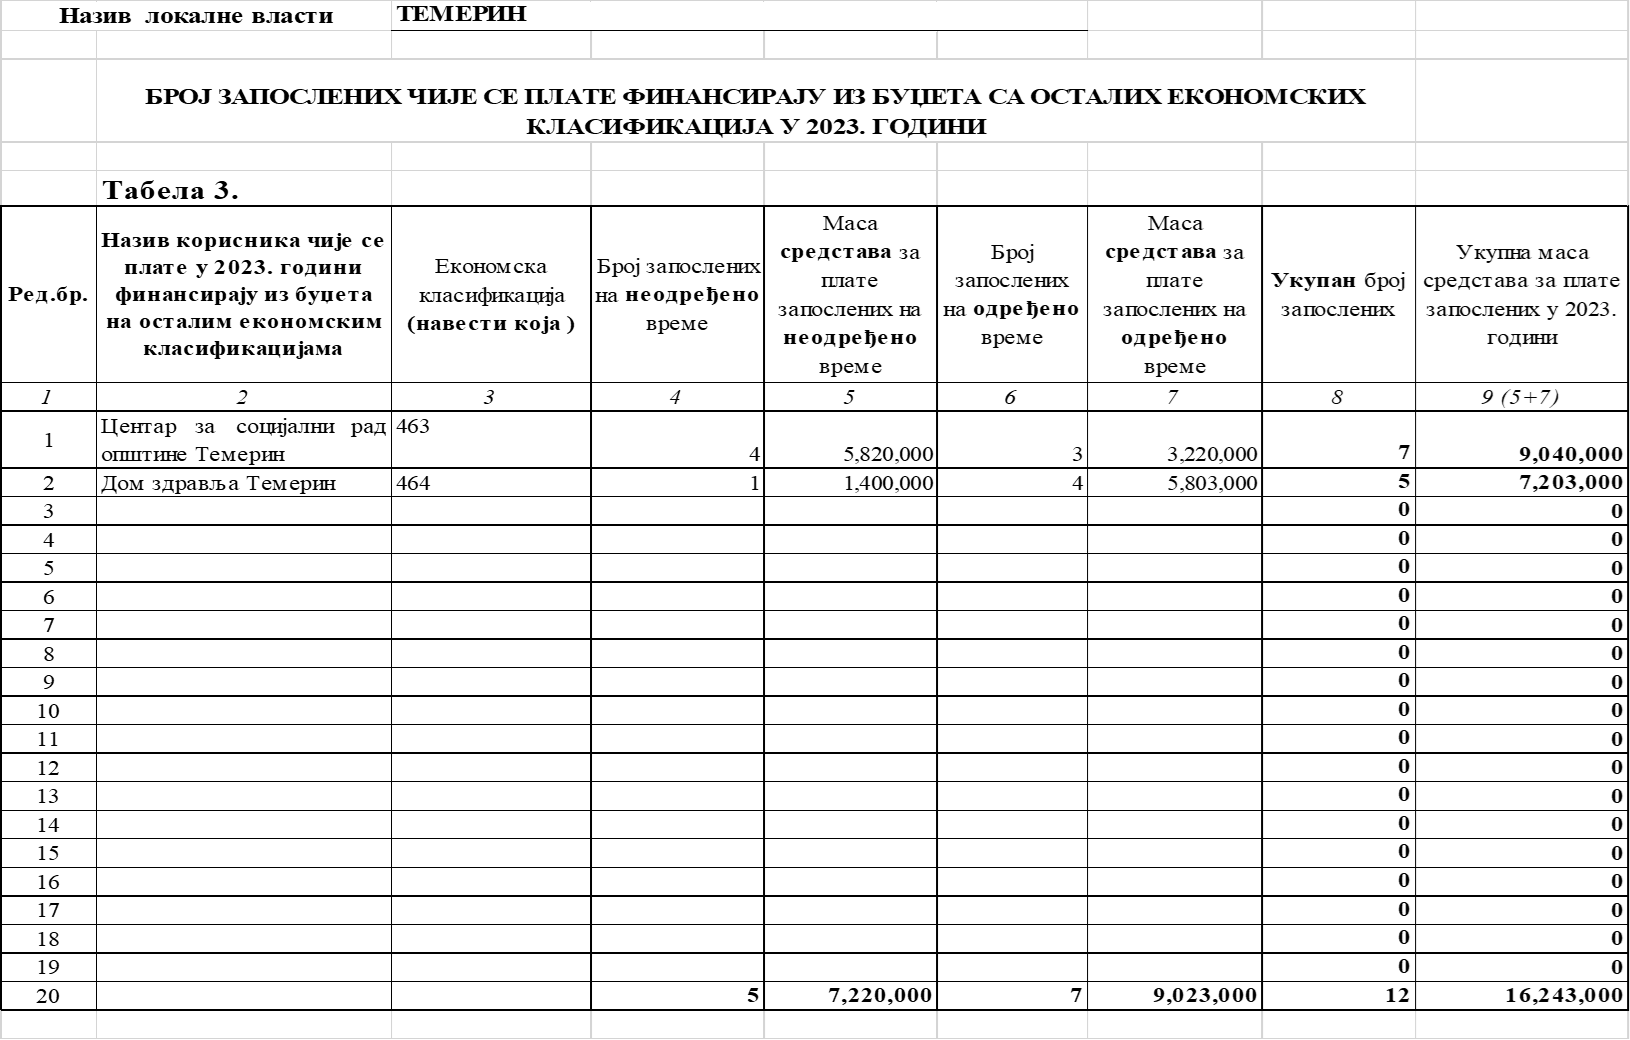 Назив локалне власти ТЕМЕРИН
БРОЈ ЗАПОСЛЕНИХ ЧИЈЕ СЕ ПЛАТЕ ФИНАНСИРАЈУ ИЗ БУЏЕТА СА ОСТАЛИХ ЕКОНОМСКИХ
КЛАСИФИКАЦИЈА У 2023. ГОДИНИ
Табела 3.
Ред.бр.
Назив корисника чије се
плате у 2023. години
финансирају из буџета
на осталим економским
класификацијама
Економска
класификација
(навести која )
Број запослених
на неодређено
време
Маса
средстава за
плате
запослених на
неодређено
време
Број
запослених
на одређено
време
Маса
средстава за
плате
запослених на
одређено
време
Укупан број
запослених
Укупна маса
средстава за плате
запослених у 2023.
години
1 2 3 4 5 6 7 8 9 (5+7)
1 Центар за социјални рад
општине Темерин 463 4 5,820,000 3 3,220,000 7 9,040,000
2 Дом здравља Темерин 464 1 1,400,000 4 5,803,000 5 7,203,000
3 0 0
4 0 0
5 0 0
6 0 0
7 0 0
8 0 0
9 0 0
10 0 0
11 0 0
12 0 0
13 0 0
14 0 0
15 0 0
16 0 0
17 0 0
18 0 0
19 0 0
20 5 7,220,000 7 9,023,000 12 16,243,000